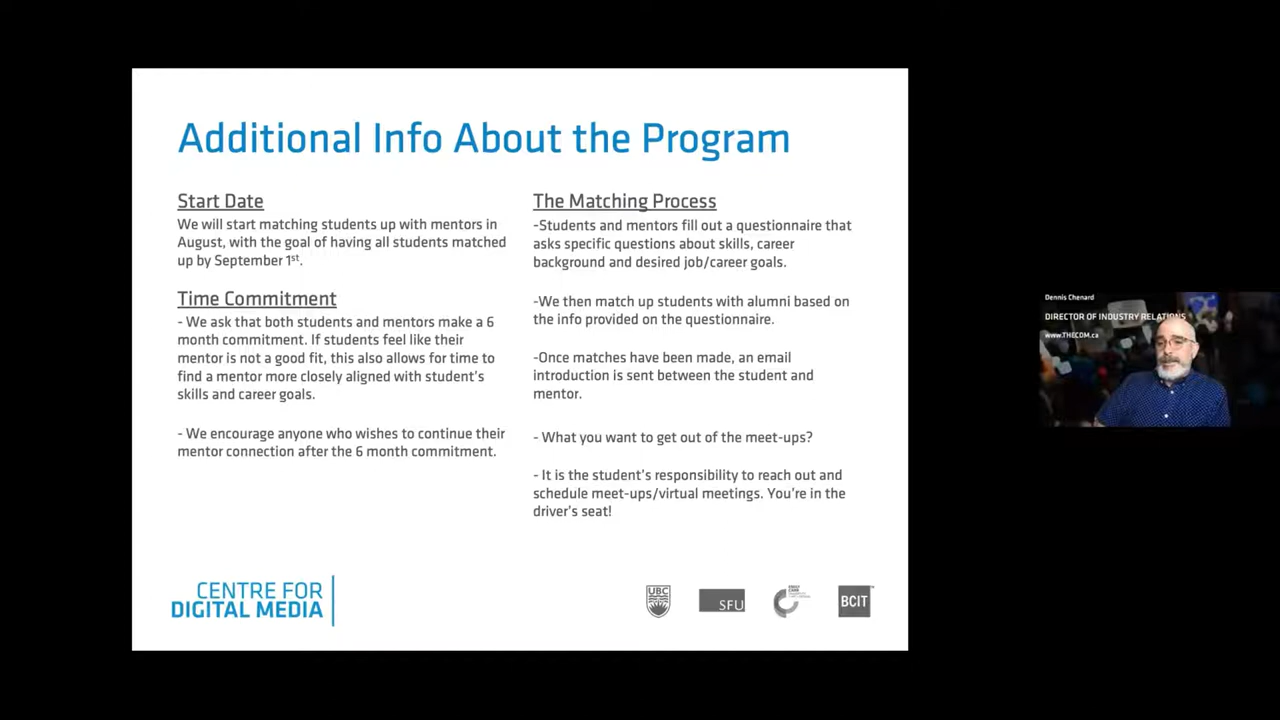 Additional Info About the Program
Start Date
We will start matching students up with mentors in
August, with the goal of having all students matched
up by September 1st.
Time Commitment
- We ask that both students and mentors make a 6
month commitment. If students feel like their
mentor is not a good fit, this also allows for time to
find a mentor more closely aligned with student's
skills and career goals.
- We encourage anyone who wishes to continue their
mentor connection after the 6 month commitment.
The Matching Process
-Students and mentors fill out a questionnaire that
asks specific questions about skills, career
background and desired job/career goals.
-We then match up students with alumni based on
the info provided on the questionnaire.
-Once matches have been made, an email
introduction is sent between the student and
mentor.
- What you want to get out of the meet-ups?
- It is the student's responsibility to reach out and
schedule meet-ups/virtual meetings. You're in the
driver's seat!
CENTRE FOR
DIGITAL MEDIA
UBC
SFU
BCIT
Dennis Chenard
DIRECTOR OF INDUSTRY RELATIONS
www.THECDM.ca